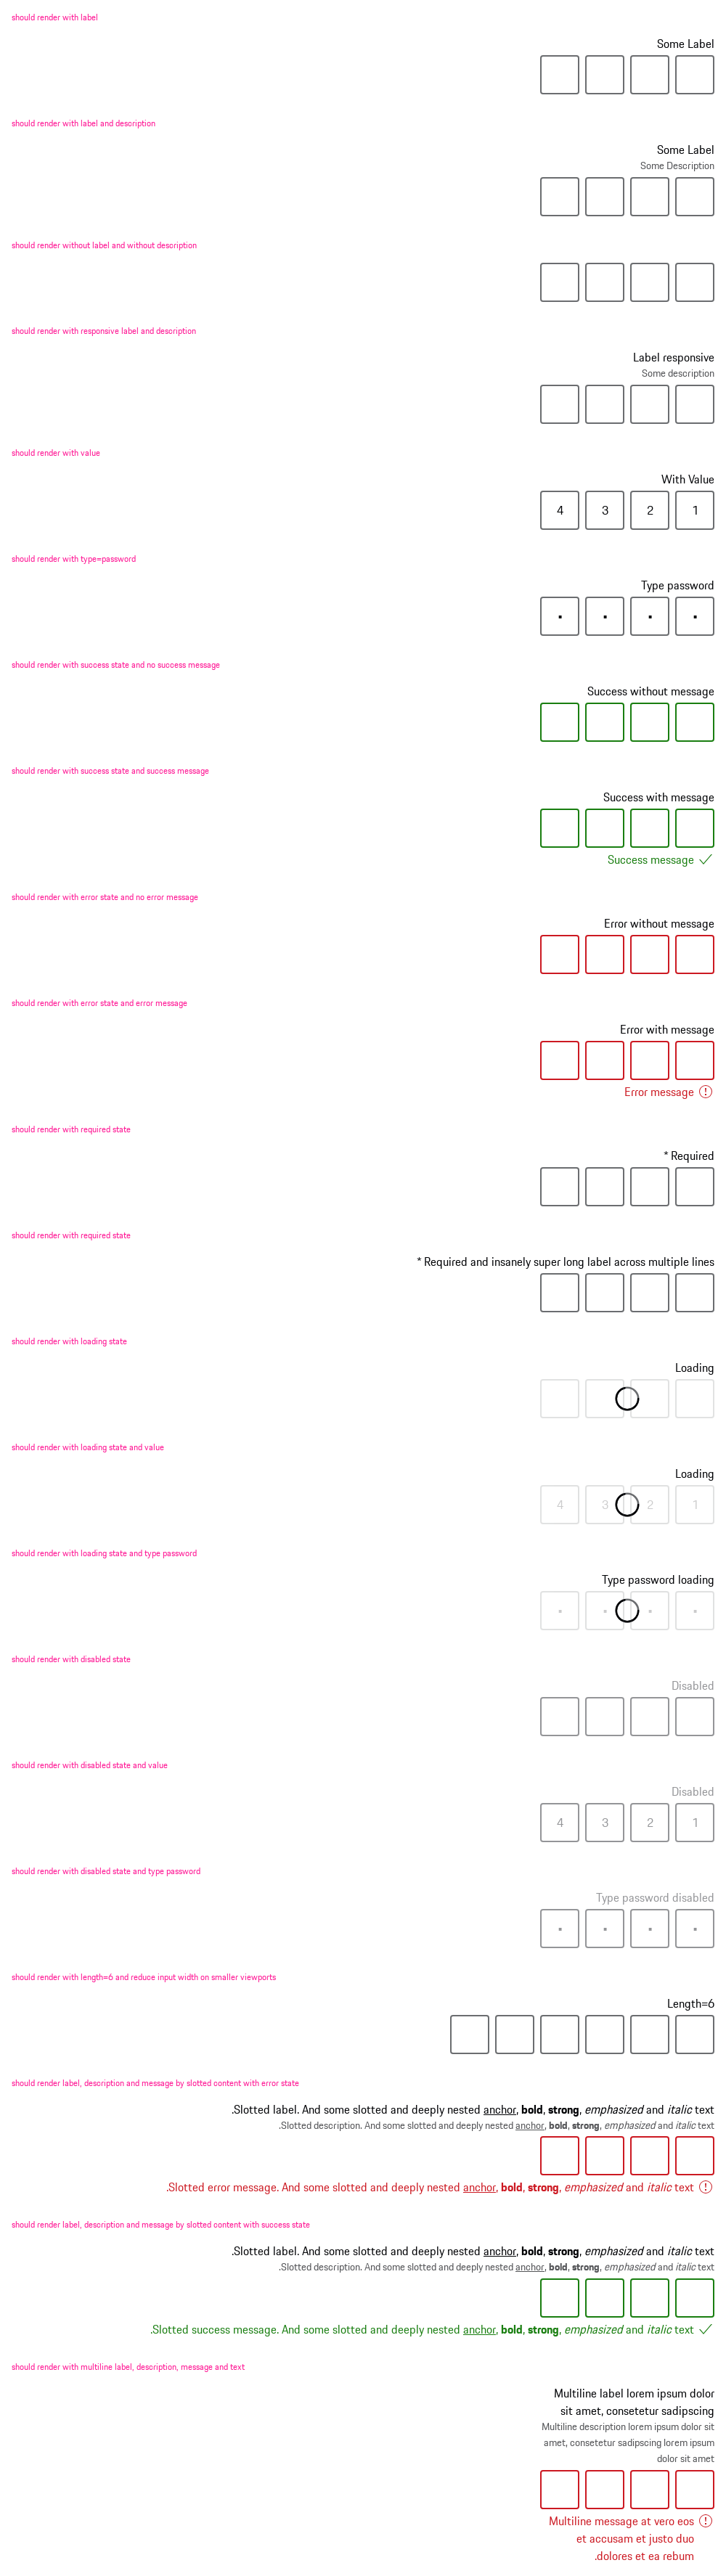 should render with label
Some Label
should render with label and description
Some Label
Some Description
should render without label and without description
should render with responsive label and description
Label responsive
Some description
should render with value
With Value
4 3 2 1
should render with type=password
Type password
should render with success state and no success message
Success without message
should render with success state and success message
Success with message
Success message
should render with error state and no error message
Error without message
should render with error state and error message
Error with message
Error message
should render with required state
* Required
should render with required state
* Required and insanely super long label across multiple lines
should render with loading state
Loading
should render with loading state and value
Loading
4 3 2 1
should render with loading state and type password
Type password loading
should render with disabled state
Disabled
should render with disabled state and value
Disabled
4 3 2 1
should render with disabled state and type password
Type password disabled
should render with length=6 and reduce input width on smaller viewports
Length=6
should render label, description and message by slotted content with error state
.Slotted label. And some slotted and deeply nested anchor, bold, strong, emphasized and italic text
.Slotted description. And some slotted and deeply nested anchor, bold, strong, emphasized and italic text
.Slotted error message. And some slotted and deeply nested anchor, bold, strong, emphasized and italic text
should render label, description and message by slotted content with success state
.Slotted label. And some slotted and deeply nested anchor, bold, strong, emphasized and italic text
.Slotted description. And some slotted and deeply nested anchor, bold, strong, emphasized and italic text
.Slotted success message. And some slotted and deeply nested anchor, bold, strong, emphasized and italic text
should render with multiline label, description, message and text
Multiline label lorem ipsum dolor
sit amet, consetetur sadipscing
Multiline description lorem ipsum dolor sit
amet, consetetur sadipscing lorem ipsum
dolor sit amet
Multiline message at vero eos
et accusam et justo duo
.dolores et ea rebum